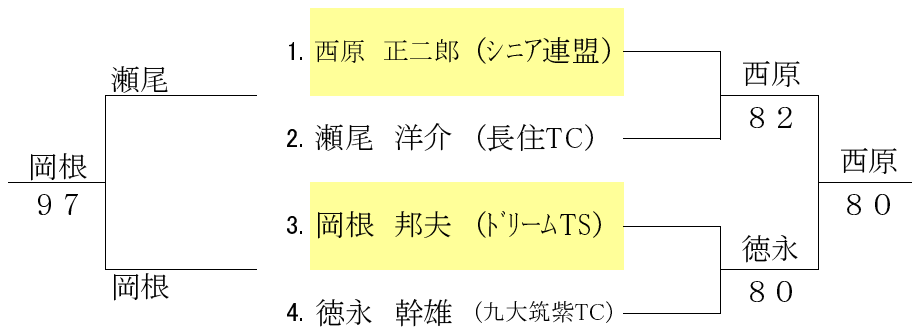 1. 西原 正二郎 (ｼﾆｱ連盟)
西原
瀬尾
８２
2. 瀬尾 洋介 (長住TC)
岡根
西原
９７
８０
3. 岡根 邦夫 (ﾄﾞﾘｰﾑTS)
徳永
岡根
８０
4. 徳永 幹雄 (九大筑紫TC)